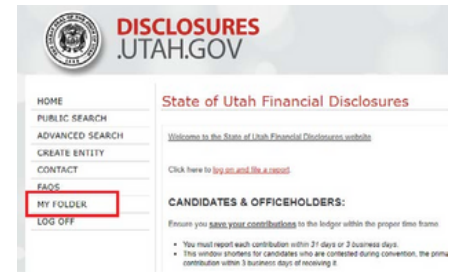 DISCLOSURES
.UTAH.GOV
HOME
PUBLIC SEARCH
ADVANCED SEARCH
CREATE ENTITY
CONTACT
FAQS
MY FOLDER
LOG OFF
State of Utah Financial Disclosures
Welcome to the State of Utah Financial Disclosures website.
Click here to log on and file a report.
CANDIDATES & OFFICEHOLDERS:
Ensure you save your contributions to the ledger within the proper time frame.
You must report each contribution within 31 days or 3 business days.
This window shortens for candidates who are contested during convention, the prima
contribution within 3 business days of receiving it.